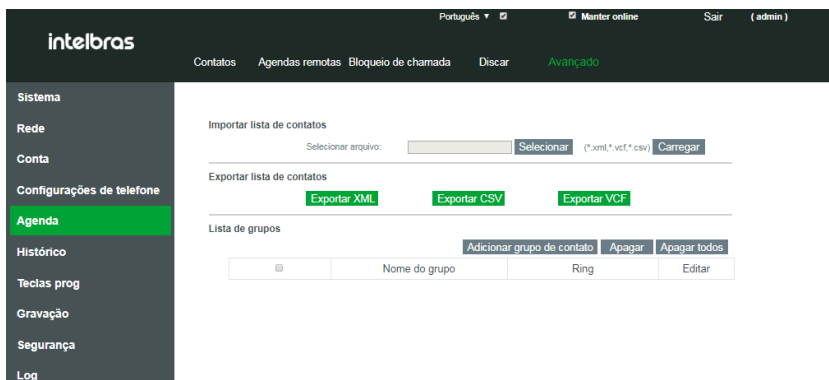 Português ▼ Manter online Sair ( admin )
intelbras
Contatos Agendas remotas Bloqueio de chamada Discar Avançado
Sistema
Rede
Conta
Configurações de telefone
Agenda
Histórico
Teclas prog
Gravação
Segurança
Log
Importar lista de contatos
Selecionar arquivo: Selecionar (*.xml,*.vcf,*.csv) Carregar
Exportar lista de contatos
Exportar XML Exportar CSV Exportar VCF
Lista de grupos
Adicionar grupo de contato Apagar Apagar todos
Nome do grupo Ring Editar